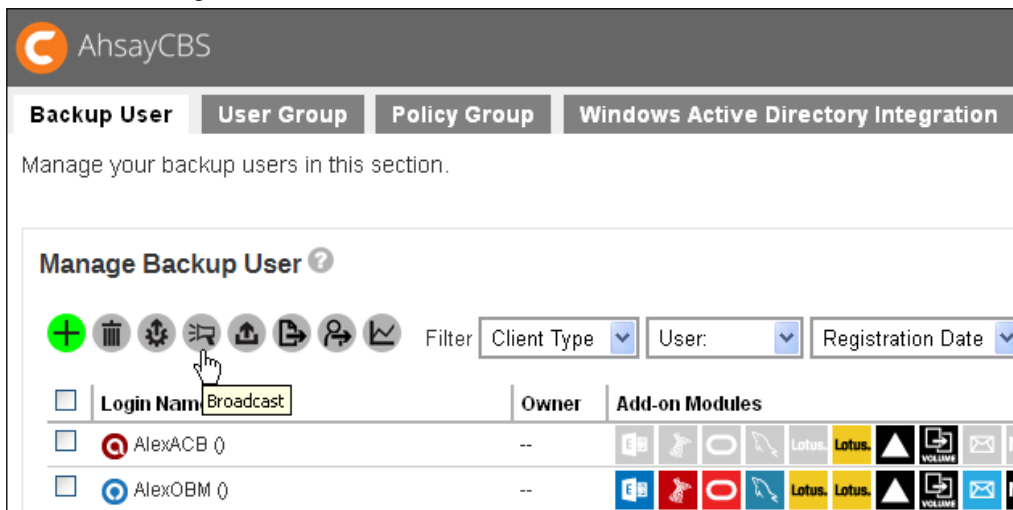 AhsayCBS
Backup User User Group Policy Group Windows Active Directory Integration
Manage your backup users in this section.
Manage Backup User ?
Filter Client Type User: Registration Date
Login Nam Broadcast Owner Add-on Modules
AlexACB () -- E Lotus. Lotus. VOLUME
AlexOBM () -- E Lotus. Lotus. VOLUME